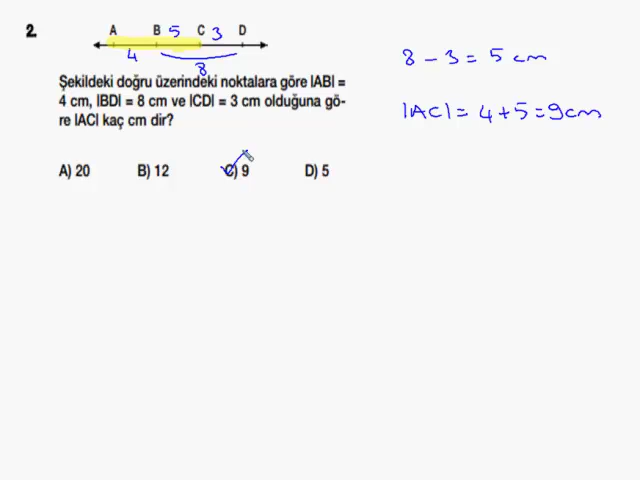 2.
A B 5 C 3 D
4
8
8 - 3 = 5 cm
Şekildeki doğru üzerindeki noktalara göre |AB| =
4 cm, |BD| = 8 cm ve |CD| = 3 cm olduğuna gö-
re |AC| kaç cm dir?
|AC| = 4 + 5 = 9 cm
A) 20 B) 12 C) 9 D) 5